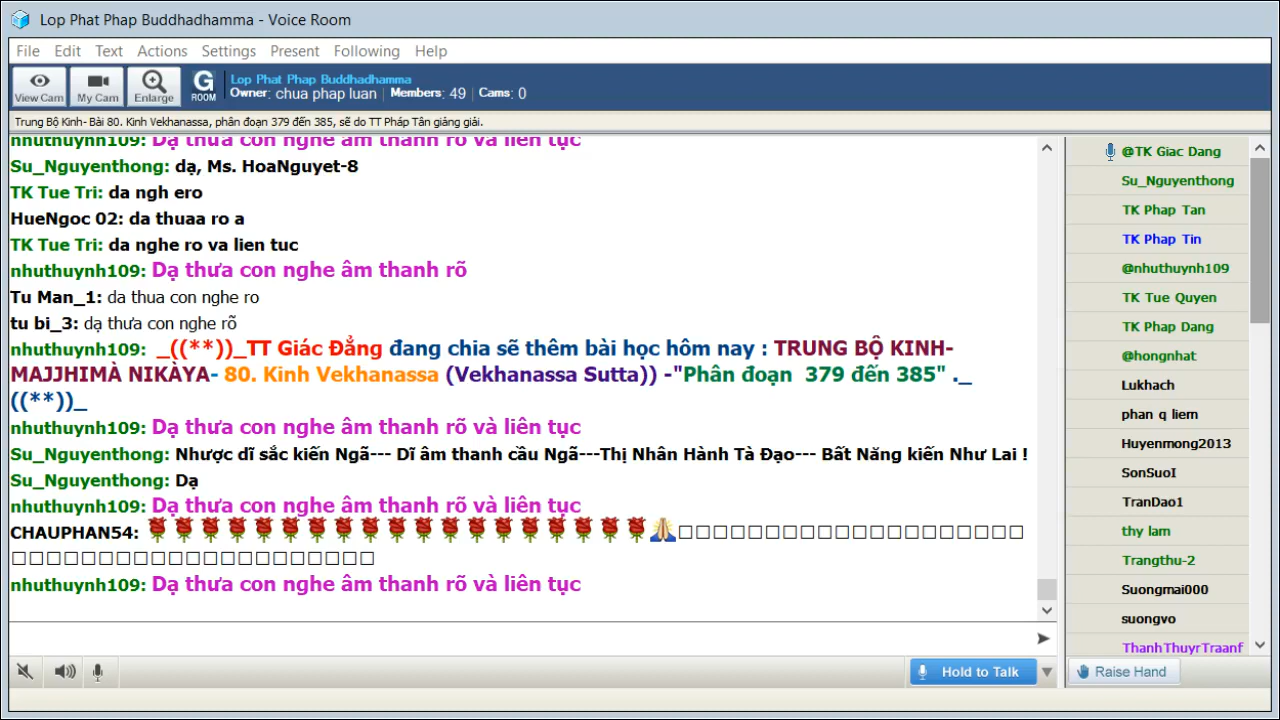 Lop Phat Phap Buddhadhamma - Voice Room
File Edit Text Actions Settings Present Following Help
View Cam My Cam Enlarge G ROOM
Lop Phat Phap Buddhadhamma
Owner: chua phap luan Members: 49 Cams: 0
Trung Bộ Kinh- Bài 80. Kinh Vekhanassa, phân đoạn 379 đến 385, sẽ do TT Pháp Tân giảng giải.
nhuthuynh109: Dạ thưa con nghe âm thanh rõ và liên tục
Su_Nguyenthong: dạ, Ms. HoaNguyet-8
TK Tue Tri: da ngh ero
HueNgoc 02: da thuaa ro a
TK Tue Tri: da nghe ro va lien tuc
nhuthuynh109: Dạ thưa con nghe âm thanh rõ
Tu Man_1: da thua con nghe ro
tu bi_3: dạ thưa con nghe rõ
nhuthuynh109: _((**))_TT Giác Đẳng đang chia sẽ thêm bài học hôm nay : TRUNG BỘ KINH-
MAJJHIMÀ NIKÀYA- 80. Kinh Vekhanassa (Vekhanassa Sutta)) -"Phân đoạn 379 đến 385" ._
((**))_
nhuthuynh109: Dạ thưa con nghe âm thanh rõ và liên tục
Su_Nguyenthong: Nhược dĩ sắc kiến Ngã--- Dĩ âm thanh cầu Ngã---Thị Nhân Hành Tà Đạo--- Bất Năng kiến Như Lai !
Su_Nguyenthong: Dạ
nhuthuynh109: Dạ thưa con nghe âm thanh rõ và liên tục
CHAUPHAN54:
nhuthuynh109: Dạ thưa con nghe âm thanh rõ và liên tục
@TK Giac Dang
Su_Nguyenthong
TK Phap Tan
TK Phap Tin
@nhuthuynh109
TK Tue Quyen
TK Phap Dang
@hongnhat
Lukhach
phan q liem
Huyenmong2013
SonSuoI
TranDao1
thy lam
Trangthu-2
Suongmai000
suongvo
ThanhThuyrTraanf
Hold to Talk
Raise Hand